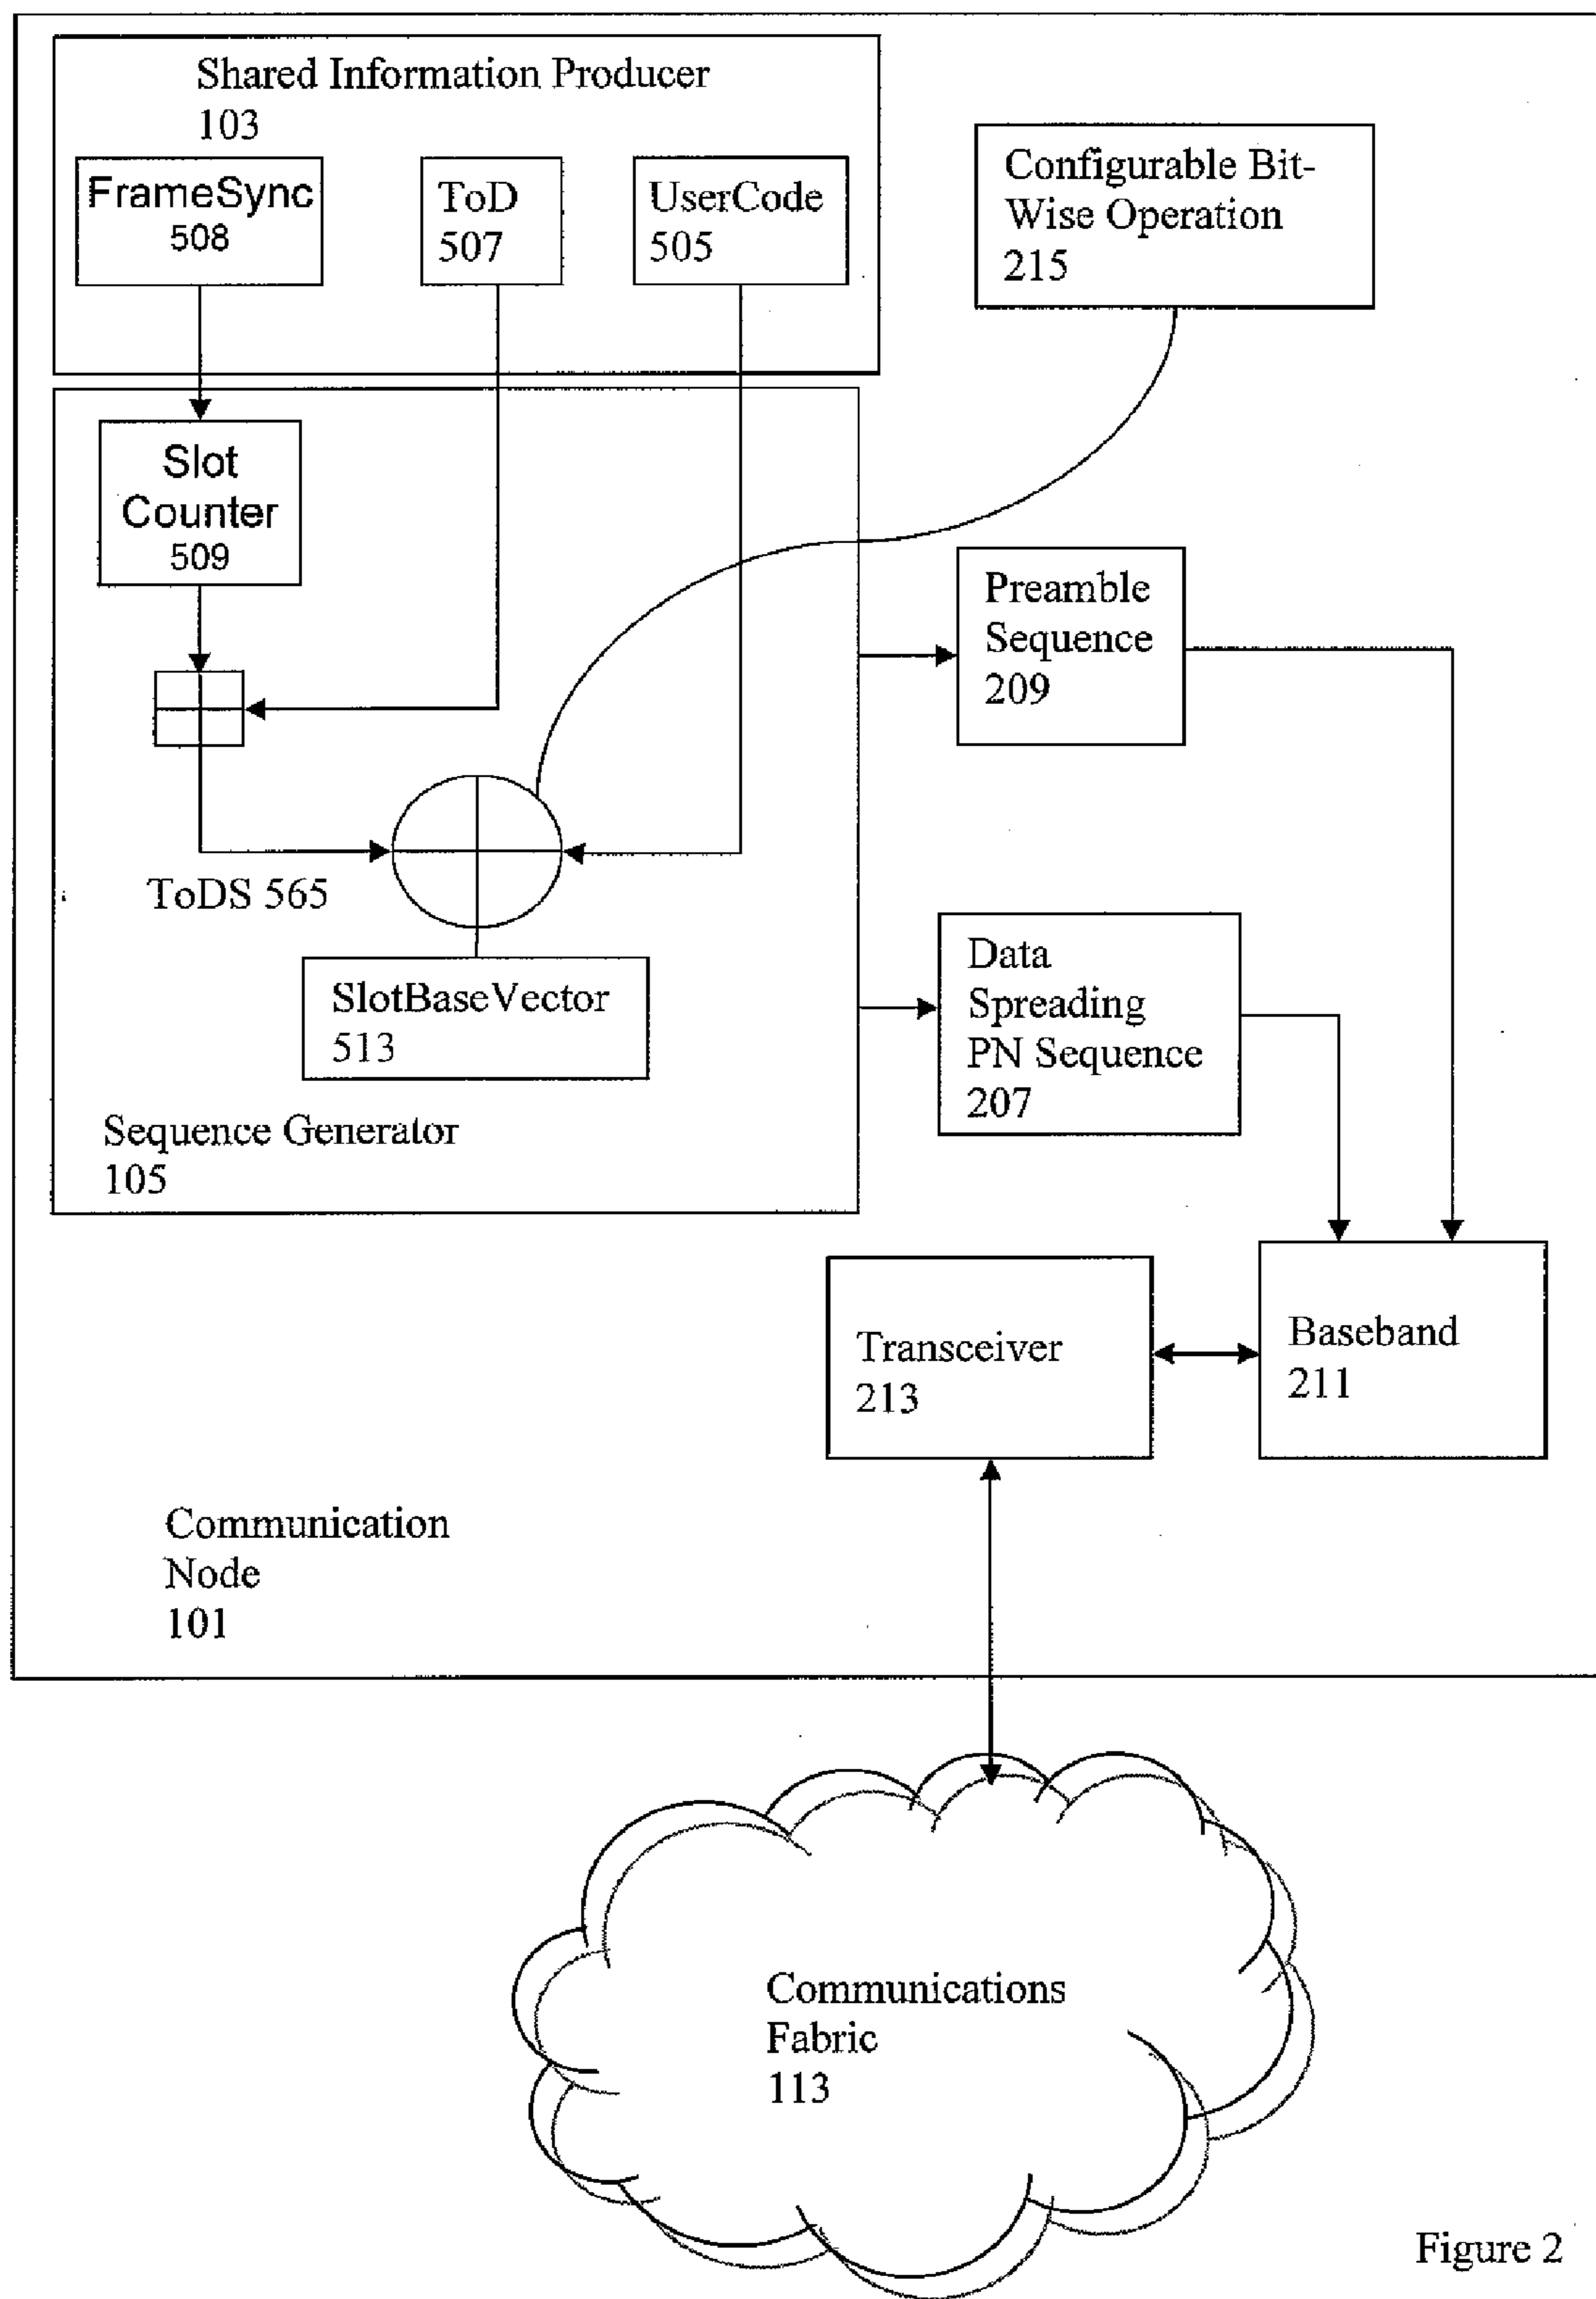 Shared Information Producer
103
FrameSync
508
ToD
507
UserCode
505
Configurable Bit-
Wise Operation
215
Slot
Counter
509
Preamble
Sequence
209
ToDS 565
SlotBaseVector
513
Data
Spreading
PN Sequence
207
Sequence Generator
105
Transceiver
213
Baseband
211
Communication
Node
101
Communications
Fabric
113
Figure 2